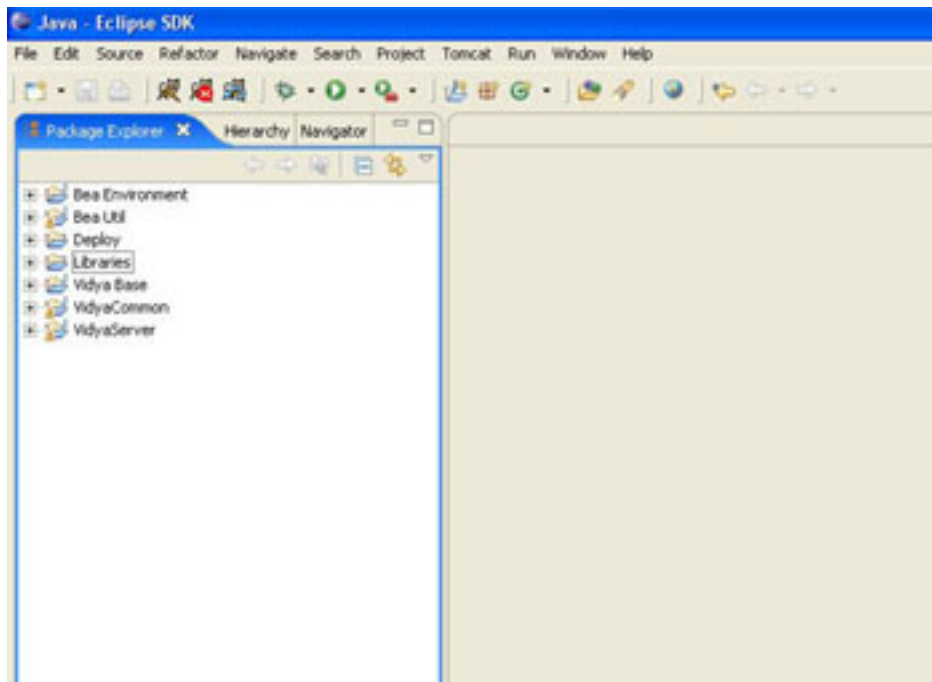 Java - Eclipse SDK
File Edit Source Refactor Navigate Search Project Tomcat Run Window Help
Package Explorer Hierarchy Navigator
Bea Environment
Bea Util
Deploy
Libraries
Vidya Base
VidyaCommon
VidyaServer